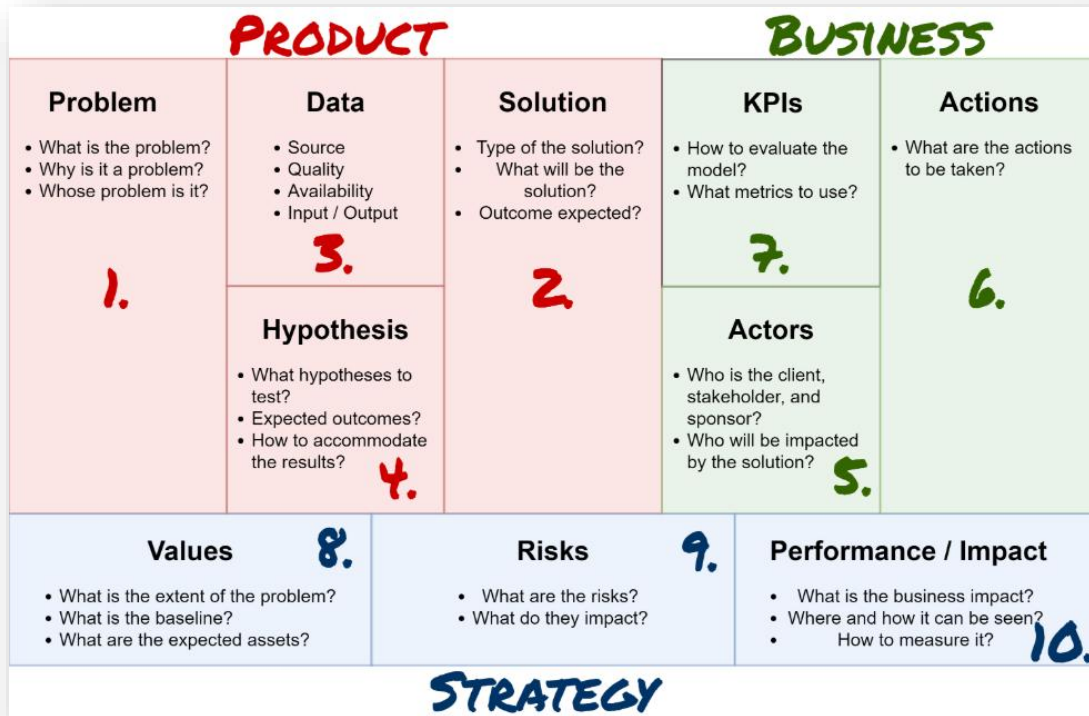 PRODUCT
BUSINESS
Problem
• What is the problem?
• Why is it a problem?
• Whose problem is it?
1.
Data
• Source
• Quality
• Availability
• Input / Output
3.
Hypothesis
• What hypotheses to
test?
• Expected outcomes?
• How to accommodate
the results?
4.
Solution
• Type of the solution?
• What will be the
solution?
• Outcome expected?
2.
KPIs
• How to evaluate the
model?
• What metrics to use?
7.
Actors
• Who is the client,
stakeholder, and
sponsor?
• Who will be impacted
by the solution?
5.
Actions
• What are the actions
to be taken?
6.
Values
8.
• What is the extent of the problem?
• What is the baseline?
• What are the expected assets?
Risks
9.
• What are the risks?
• What do they impact?
Performance / Impact
• What is the business impact?
• Where and how it can be seen?
• How to measure it?
10.
STRATEGY